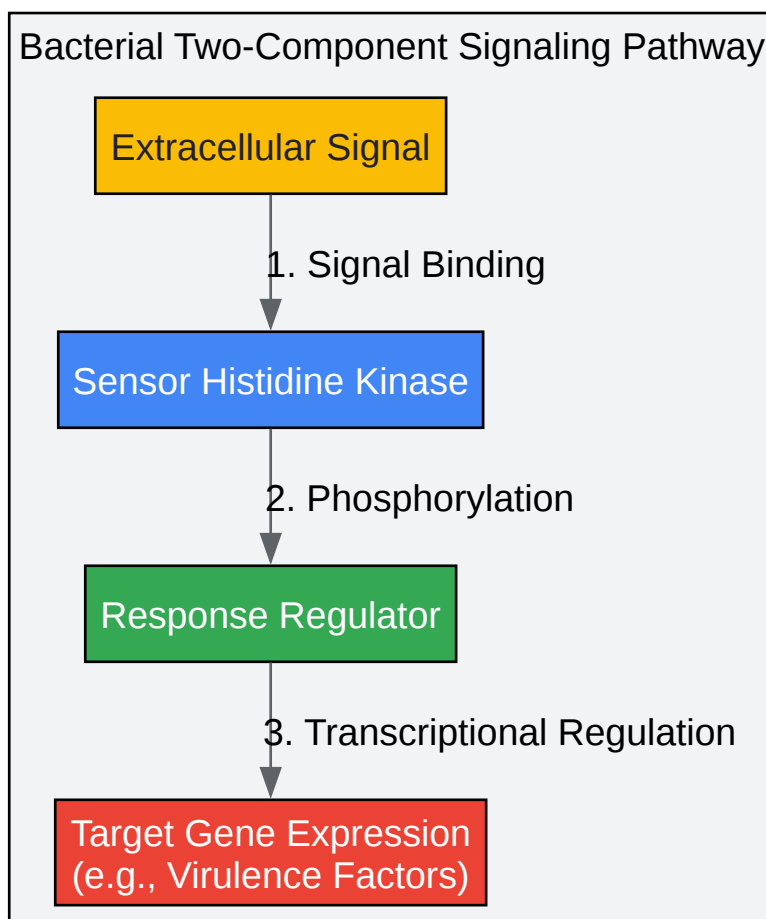 Bacterial Two-Component Signaling Pathway
Extracellular Signal
1. Signal Binding
Sensor Histidine Kinase
2. Phosphorylation
Response Regulator
3. Transcriptional Regulation
Target Gene Expression
(e.g., Virulence Factors)